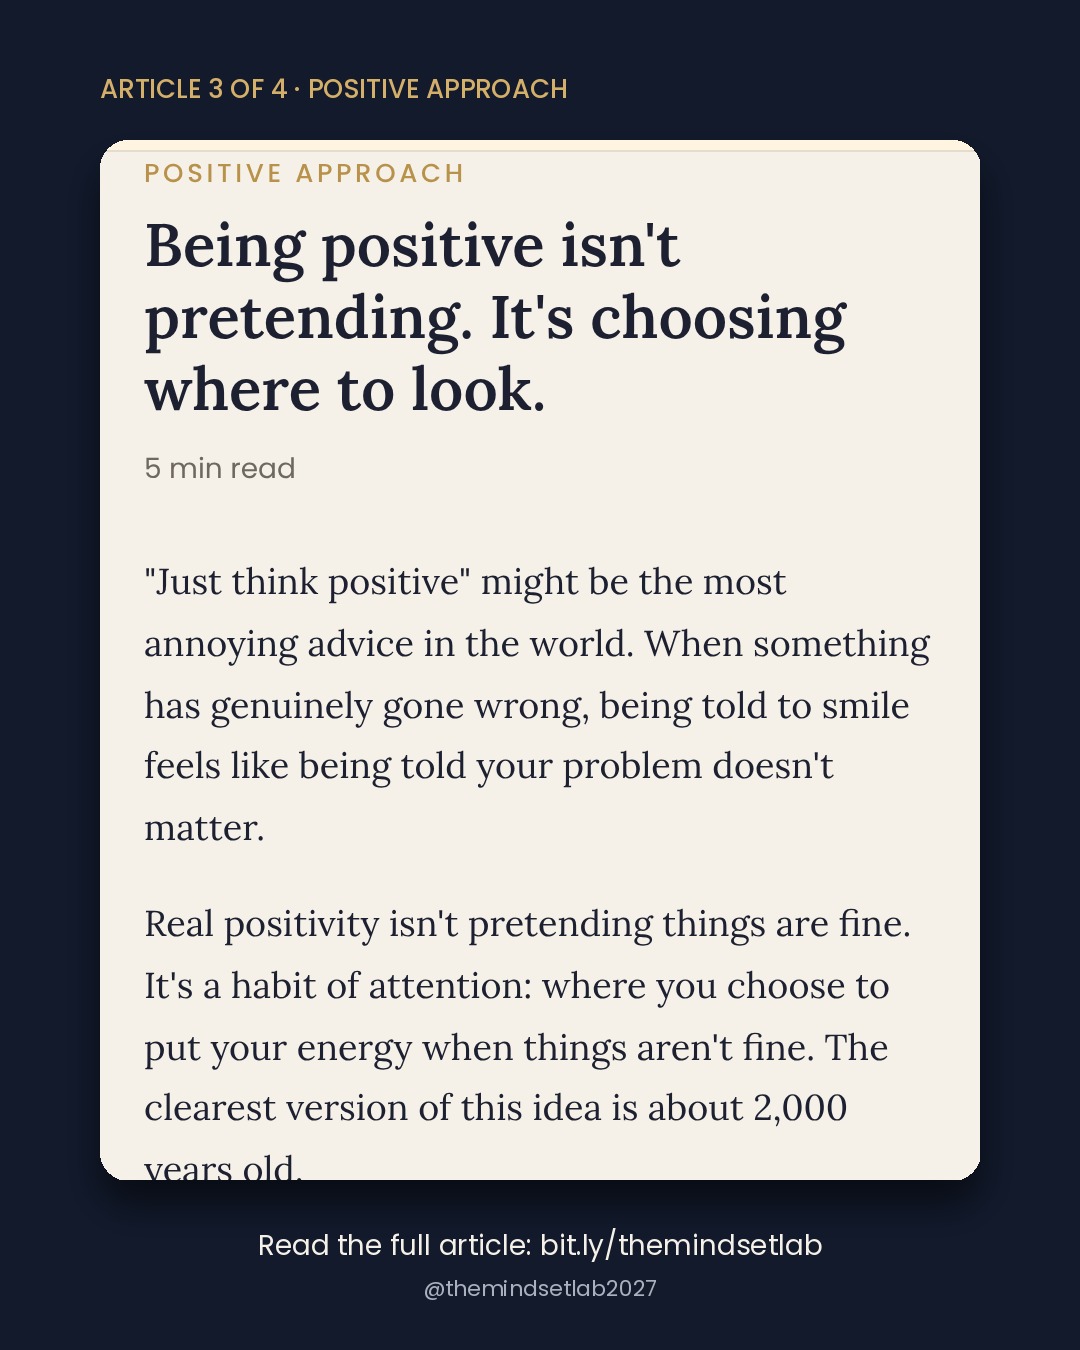 ARTICLE 3 OF 4 · POSITIVE APPROACH
POSITIVE APPROACH
Being positive isn't
pretending. It's choosing
where to look.
5 min read
"Just think positive" might be the most
annoying advice in the world. When something
has genuinely gone wrong, being told to smile
feels like being told your problem doesn't
matter.
Real positivity isn't pretending things are fine.
It's a habit of attention: where you choose to
put your energy when things aren't fine. The
clearest version of this idea is about 2,000
years old.
Read the full article: bit.ly/themindsetlab
@themindsetlab2027